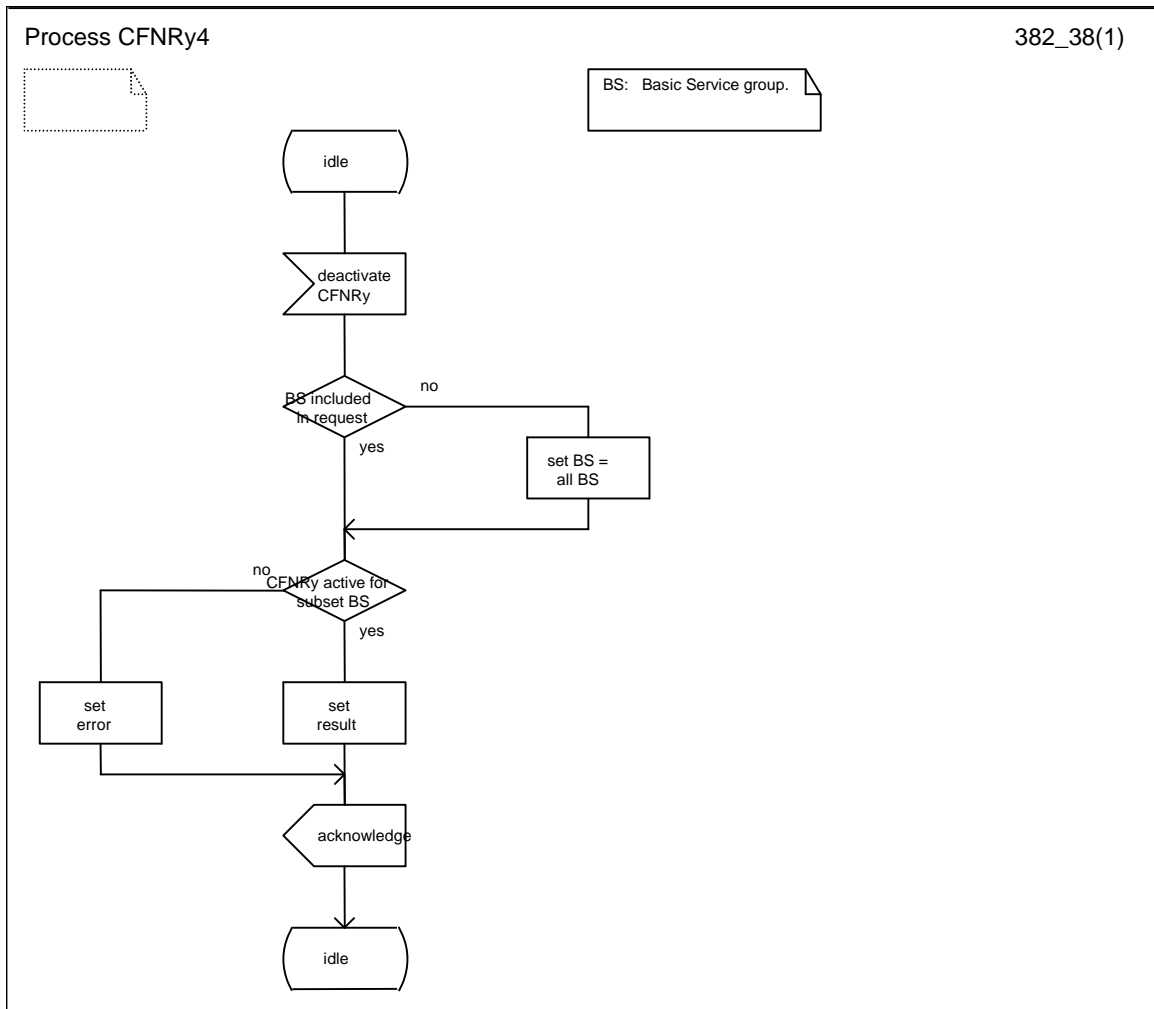 Process CFNRy4
382_38(1)
BS: Basic Service group.
idle
deactivate
CFNRy
BS included
in request
no
yes
set BS =
all BS
no
CFNRy active for
subset BS
yes
set
error
set
result
acknowledge
idle